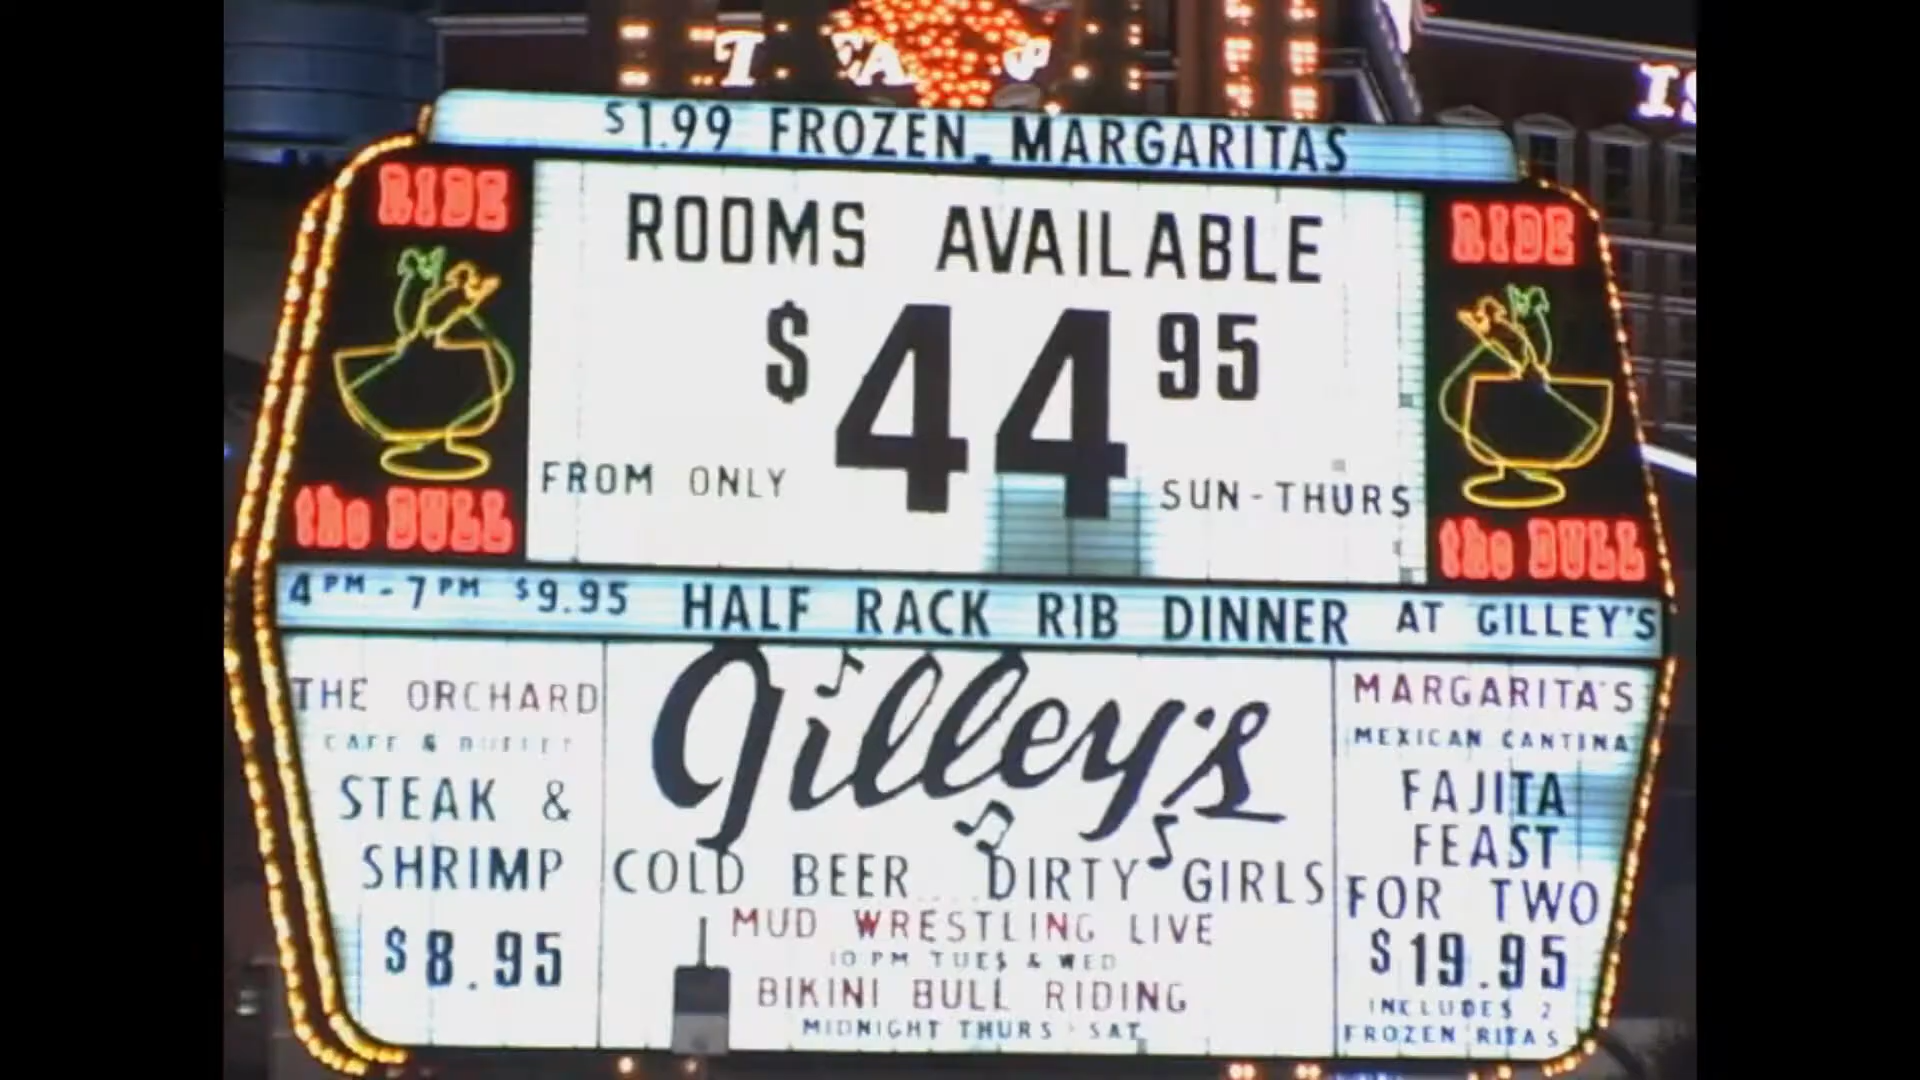 $1.99 FROZEN MARGARITAS
RIDE
the BULL
ROOMS AVAILABLE
$44 95
FROM ONLY
SUN-THURS
RIDE
the BULL
4PM-7PM $9.95 HALF RACK RIB DINNER AT GILLEY'S
THE ORCHARD
CAFE & BUFFET
STEAK &
SHRIMP
$8.95
Gilley's
COLD BEER....DIRTY GIRLS
MUD WRESTLING LIVE
10 PM TUES & WED
BIKINI BULL RIDING
MIDNIGHT THURS-SAT
MARGARITA'S
MEXICAN CANTINA
FAJITA
FEAST
FOR TWO
$19.95
INCLUDES 2
FROZEN 'RITAS